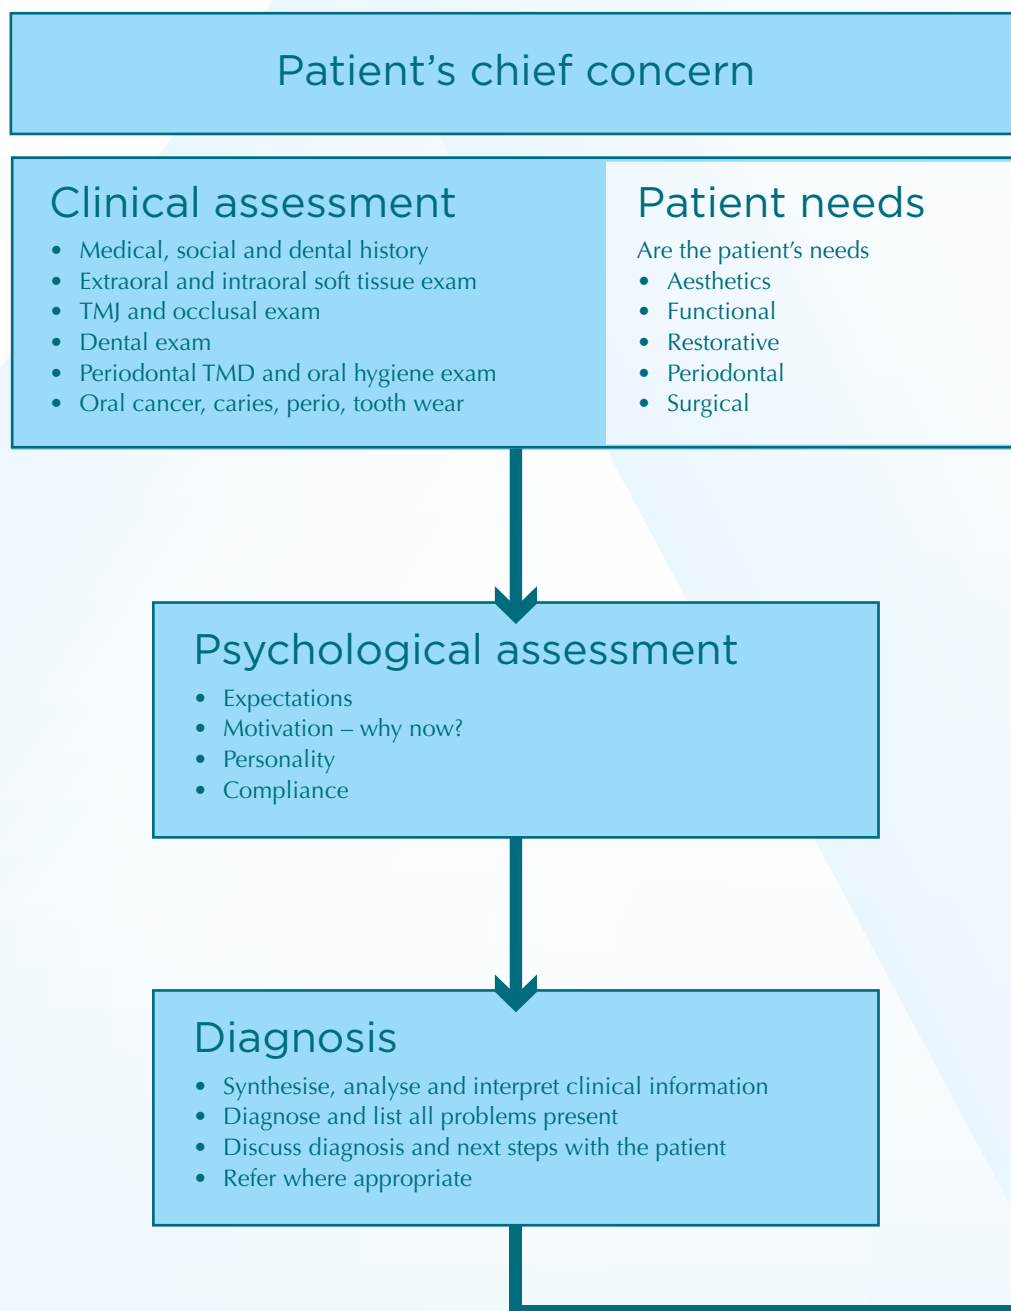 Patient’s chief concern
Clinical assessment
• Medical, social and dental history
• Extraoral and intraoral soft tissue exam
• TMJ and occlusal exam
• Dental exam
• Periodontal TMD and oral hygiene exam
• Oral cancer, caries, perio, tooth wear
Patient needs
Are the patient’s needs
• Aesthetics
• Functional
• Restorative
• Periodontal
• Surgical
Psychological assessment
• Expectations
• Motivation – why now?
• Personality
• Compliance
Diagnosis
• Synthesise, analyse and interpret clinical information
• Diagnose and list all problems present
• Discuss diagnosis and next steps with the patient
• Refer where appropriate